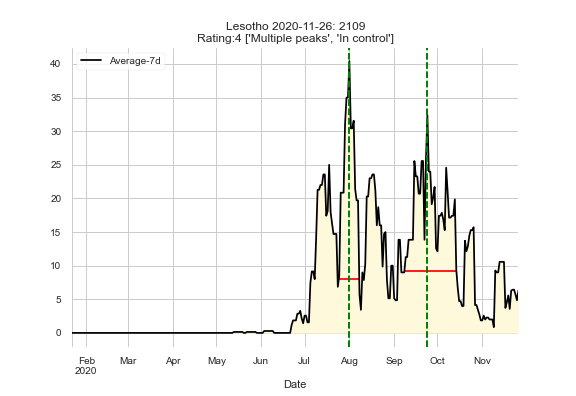 Lesotho 2020-11-26: 2109
Rating:4 ['Multiple peaks', 'In control']
Average-7d
40
35
30
25
20
15
10
5
0
Feb Mar Apr May Jun Jul Aug Sep Oct Nov
2020
Date